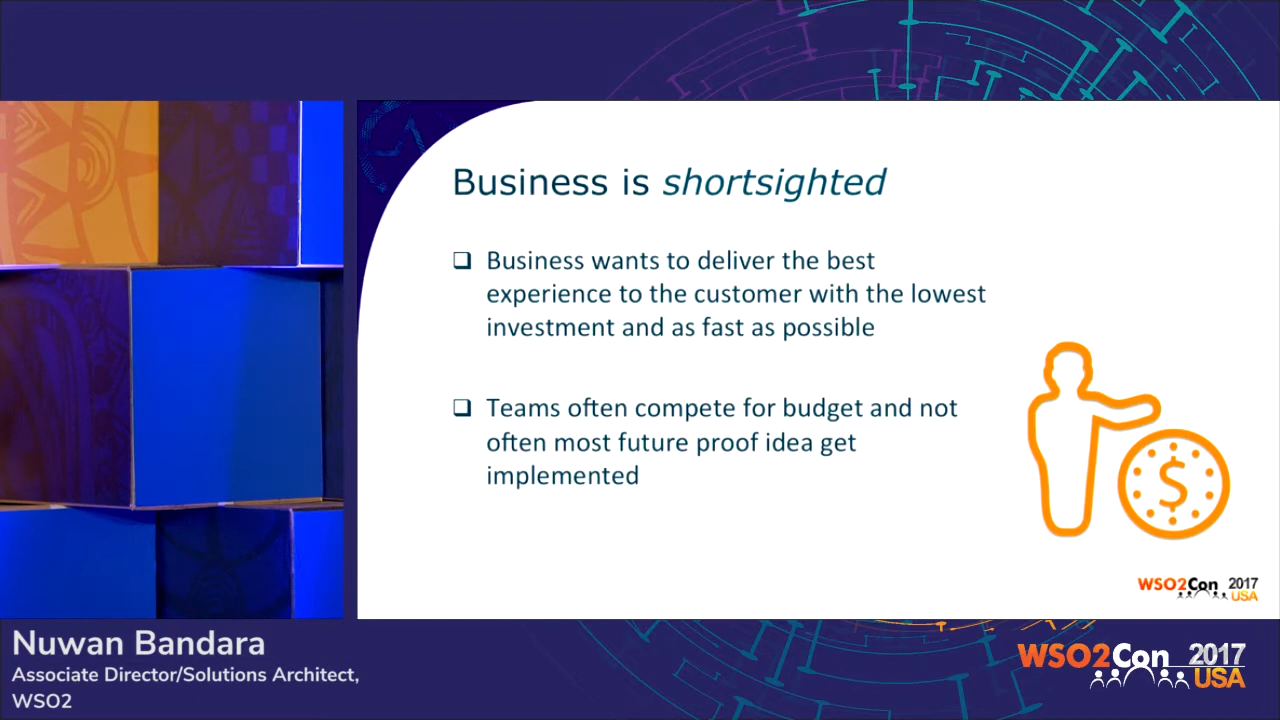 Business is shortsighted
❑ Business wants to deliver the best
experience to the customer with the lowest
investment and as fast as possible
❑ Teams often compete for budget and not
often most future proof idea get
implemented
$
WSO2Con 2017
USA
Nuwan Bandara
Associate Director/Solutions Architect,
WSO2
WSO2Con 2017
USA